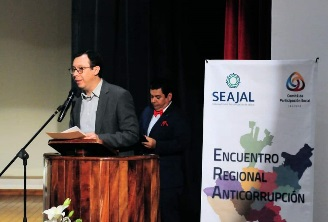 SEAJAL
Comité de
Participación Social
ENCUENTRO
REGIONAL
ANTICORRUPCIÓN